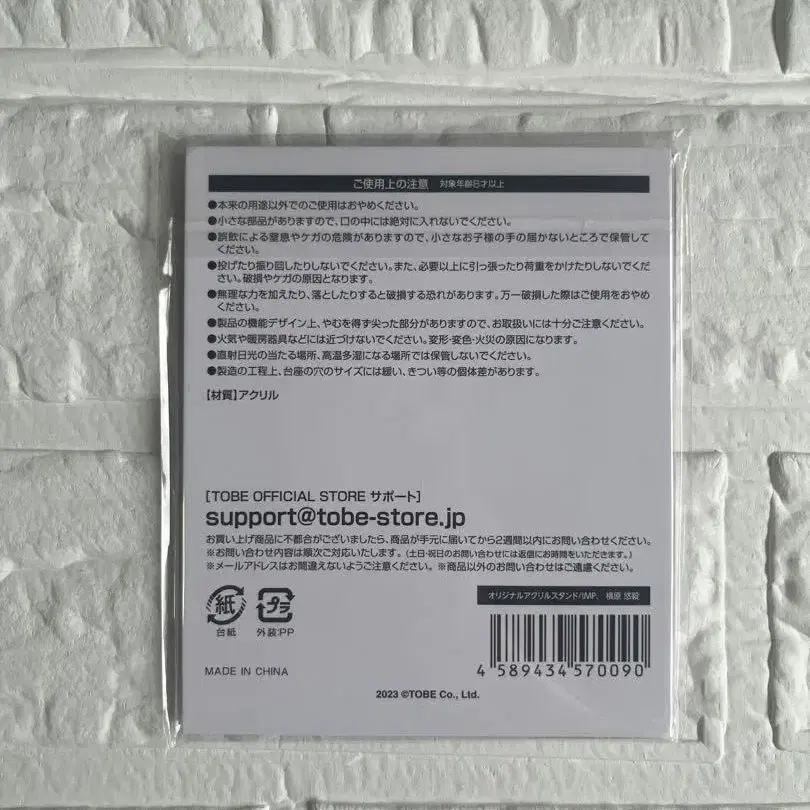 ご使用上の注意 対象年齢6才以上
●本来の用途以外でのご使用はおやめください。
●小さな部品がありますので、口の中には絶対に入れないでください。
●誤飲による窒息やケガの危険がありますので、小さなお子様の手の届かないところで保管して
ください。
●投げたり振り回したりしないでください。また、必要以上に引っ張ったり荷重をかけたりしないでくだ
さい。破損やケガの原因となります。
●無理な力を加えたり、落としたりすると破損する恐れがあります。万一破損した際はご使用をおやめ
ください。
●製品の機能デザイン上、やむを得ず尖った部分がありますので、お取扱いには十分ご注意ください。
●火気や暖房器具などには近づけないでください。変形・変色・火災の原因になります。
●直射日光の当たる場所、高温多湿になる場所では保管しないでください。
●製造の工程上、台座の穴のサイズには緩い、きつい等の個体差があります。
【材質】アクリル
[TOBE OFFICIAL STORE サポート]
support@tobe-store.jp
お買い上げ商品に不都合がございましたら、商品が手元に届いてから2週間以内にお問い合わせください。
※お問い合わせ内容は順次ご対応いたします。(土日・祝日のお問い合わせには返信にお時間をいただきます。)
※メールアドレスはお間違えないようご注意ください。※商品以外のお問い合わせはご遠慮ください。
オリジナルアクリルスタンド/IMP. 横原 悠毅
紙 プラ
台紙 外装:PP
4 589434 570090
MADE IN CHINA
2023 ©TOBE Co., Ltd.